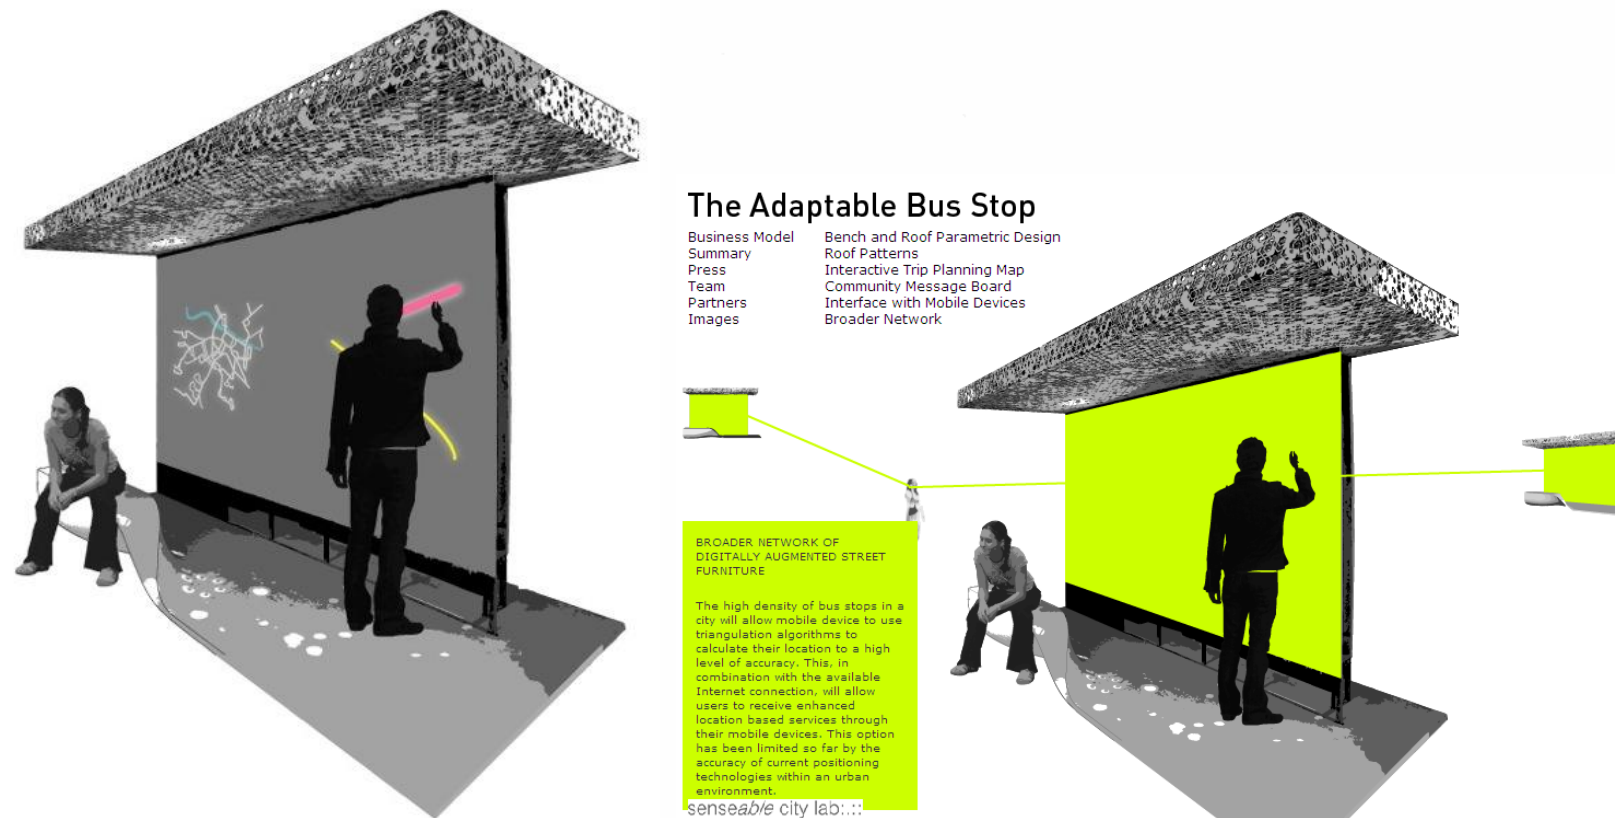 The Adaptable Bus Stop
Business Model
Summary
Press
Team
Partners
Images
Bench and Roof Parametric Design
Roof Patterns
Interactive Trip Planning Map
Community Message Board
Interface with Mobile Devices
Broader Network
BROADER NETWORK OF
DIGITALLY AUGMENTED STREET
FURNITURE
The high density of bus stops in a
city will allow mobile device to use
triangulation algorithms to
calculate their location to a high
level of accuracy. This, in
combination with the available
Internet connection, will allow
users to receive enhanced
location based services through
their mobile devices. This option
has been limited so far by the
accuracy of current positioning
technologies within an urban
environment.
senseable city lab:.::